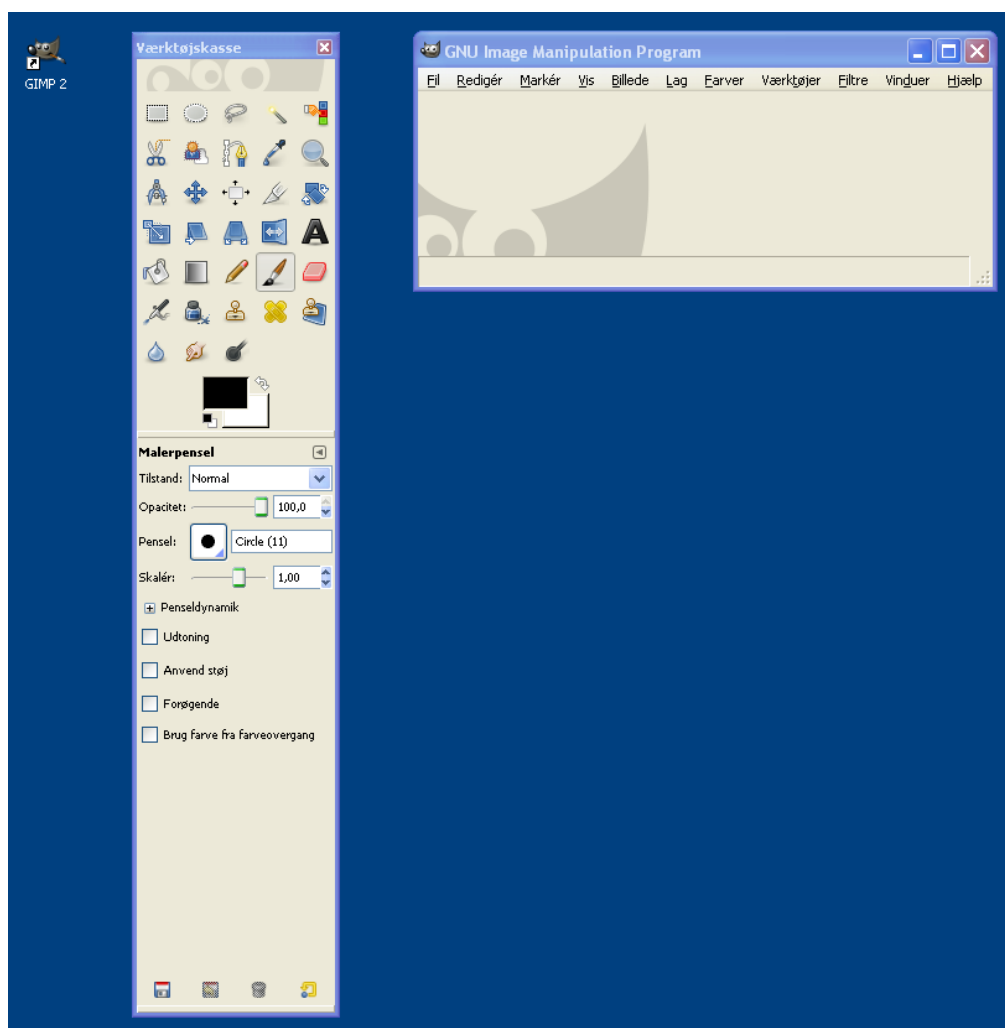 GIMP 2
Værktøjskasse
Malerpensel
Tilstand: Normal
Opacitet: 100,0
Pensel: Circle (11)
Skalér: 1,00
Penseldynamik
Udtoning
Anvend støj
Forøgende
Brug farve fra farveovergang
GNU Image Manipulation Program
Fil Redigér Markér Vis Billede Lag Farver Værktøjer Filtre Vinduer Hjælp